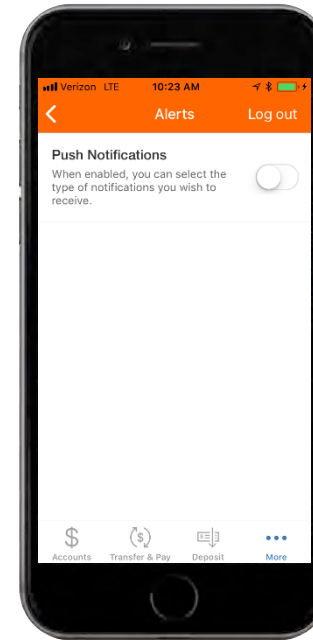 Verizon LTE 10:23 AM
Alerts Log out
Push Notifications
When enabled, you can select the
type of notifications you wish to
receive.
$ ($)
Accounts Transfer & Pay Deposit More